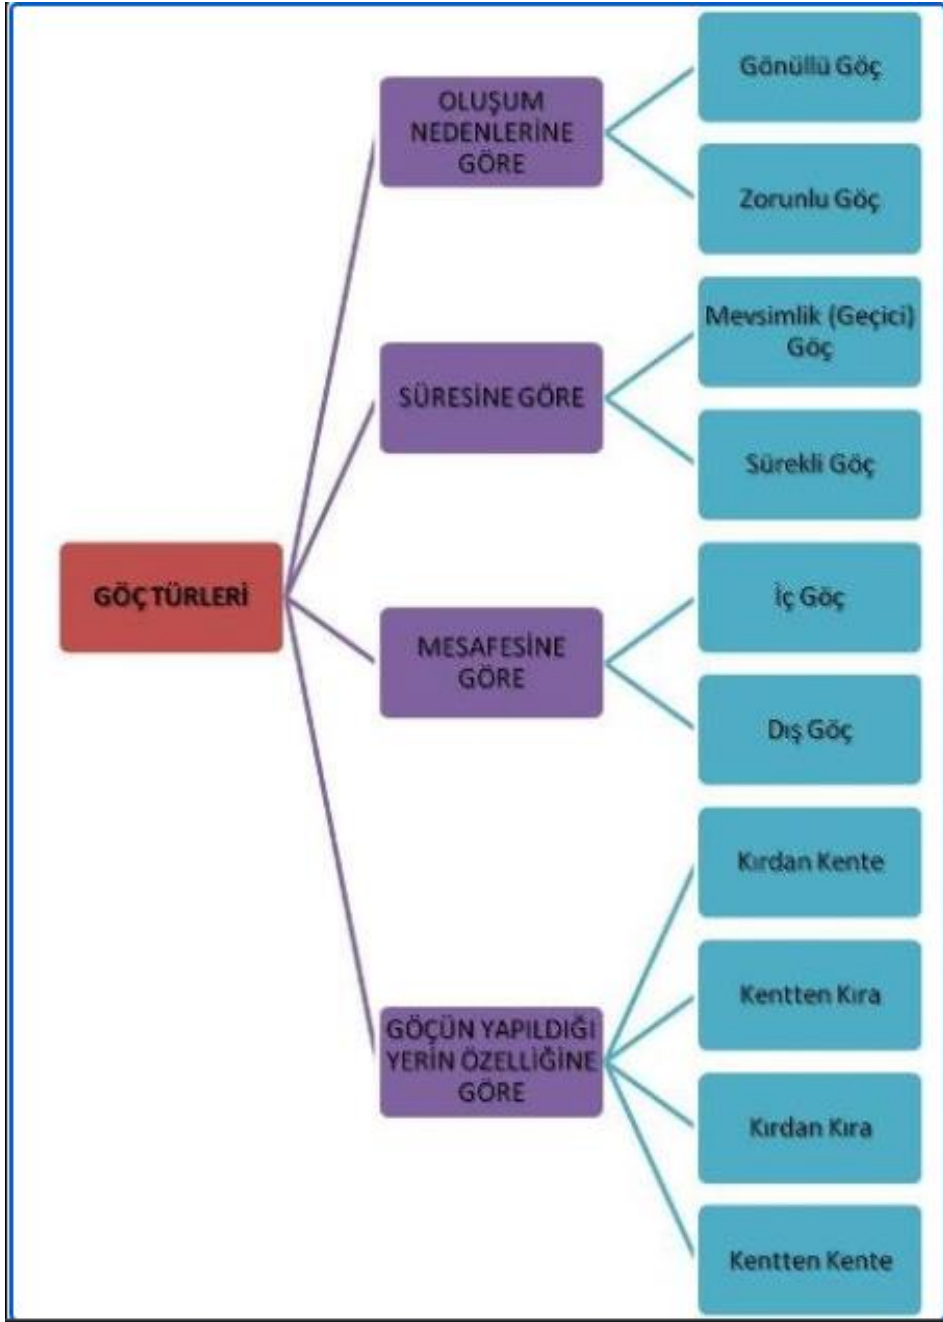 GÖÇ TÜRLERİ
OLUŞUM
NEDENLERİNE
GÖRE
Gönüllü Göç
Zorunlu Göç
SÜRESİNE GÖRE
Mevsimlik (Geçici)
Göç
Sürekli Göç
MESAFESİNE
GÖRE
İç Göç
Dış Göç
GÖÇÜN YAPILDIĞI
YERİN ÖZELLİĞİNE
GÖRE
Kırdan Kente
Kentten Kıra
Kırdan Kıra
Kentten Kente